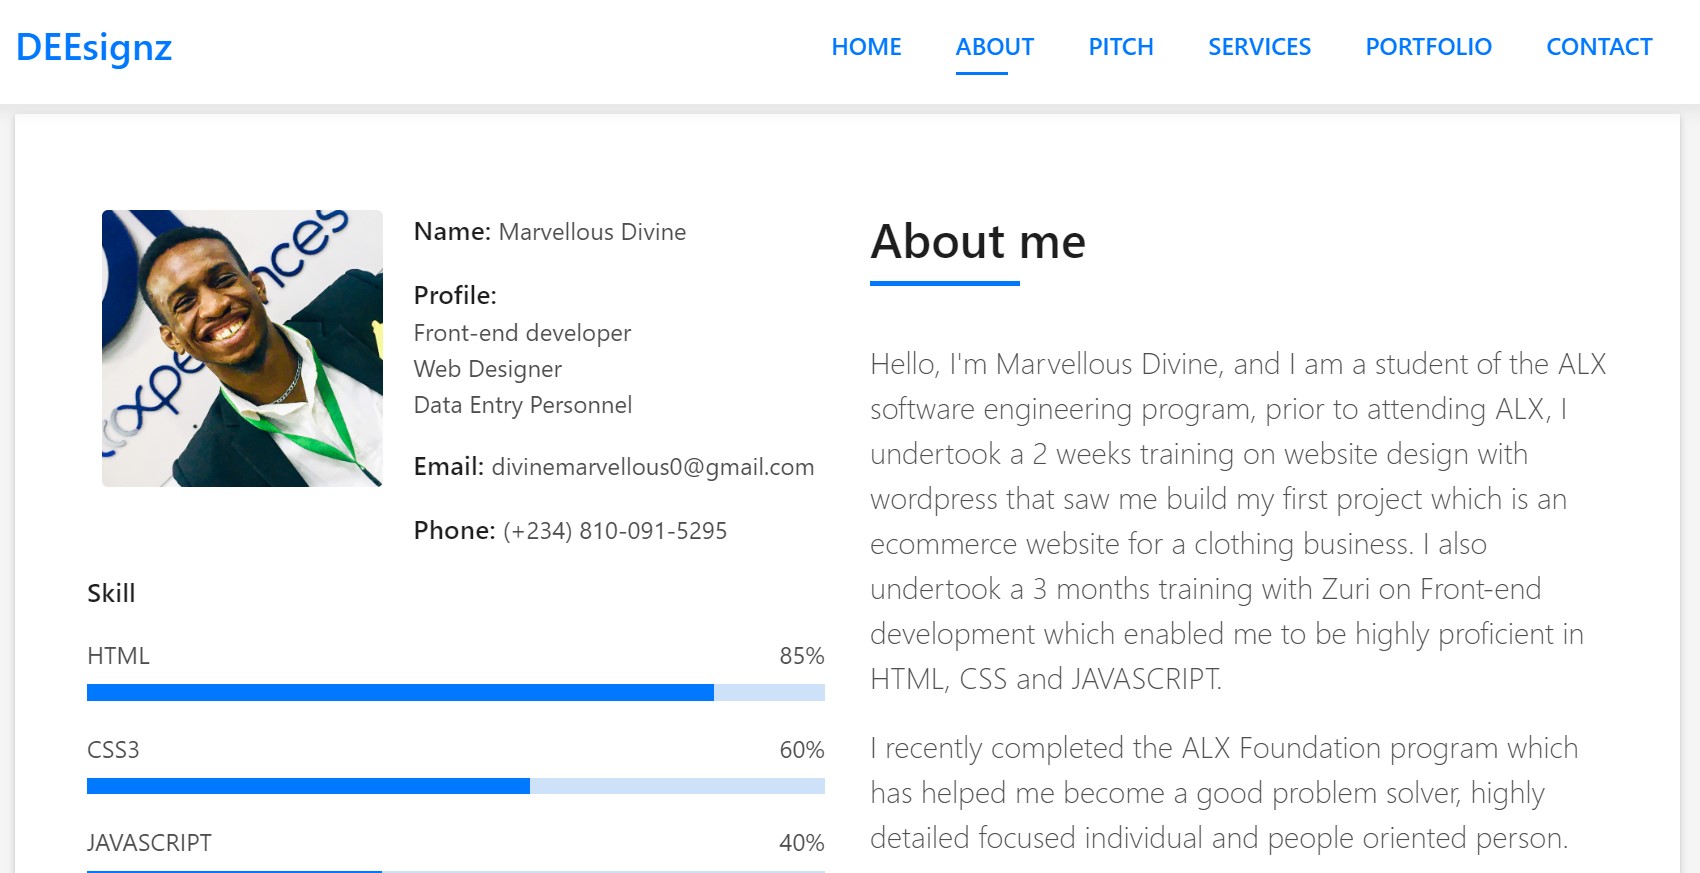 DEEsignz
HOME ABOUT PITCH SERVICES PORTFOLIO CONTACT
Name: Marvellous Divine
Profile:
Front-end developer
Web Designer
Data Entry Personnel
Email: divinemarvellous0@gmail.com
Phone: (+234) 810-091-5295
Skill
HTML 85%
CSS3 60%
JAVASCRIPT 40%
About me
Hello, I'm Marvellous Divine, and I am a student of the ALX
software engineering program, prior to attending ALX, I
undertook a 2 weeks training on website design with
wordpress that saw me build my first project which is an
ecommerce website for a clothing business. I also
undertook a 3 months training with Zuri on Front-end
development which enabled me to be highly proficient in
HTML, CSS and JAVASCRIPT.
I recently completed the ALX Foundation program which
has helped me become a good problem solver, highly
detailed focused individual and people oriented person.